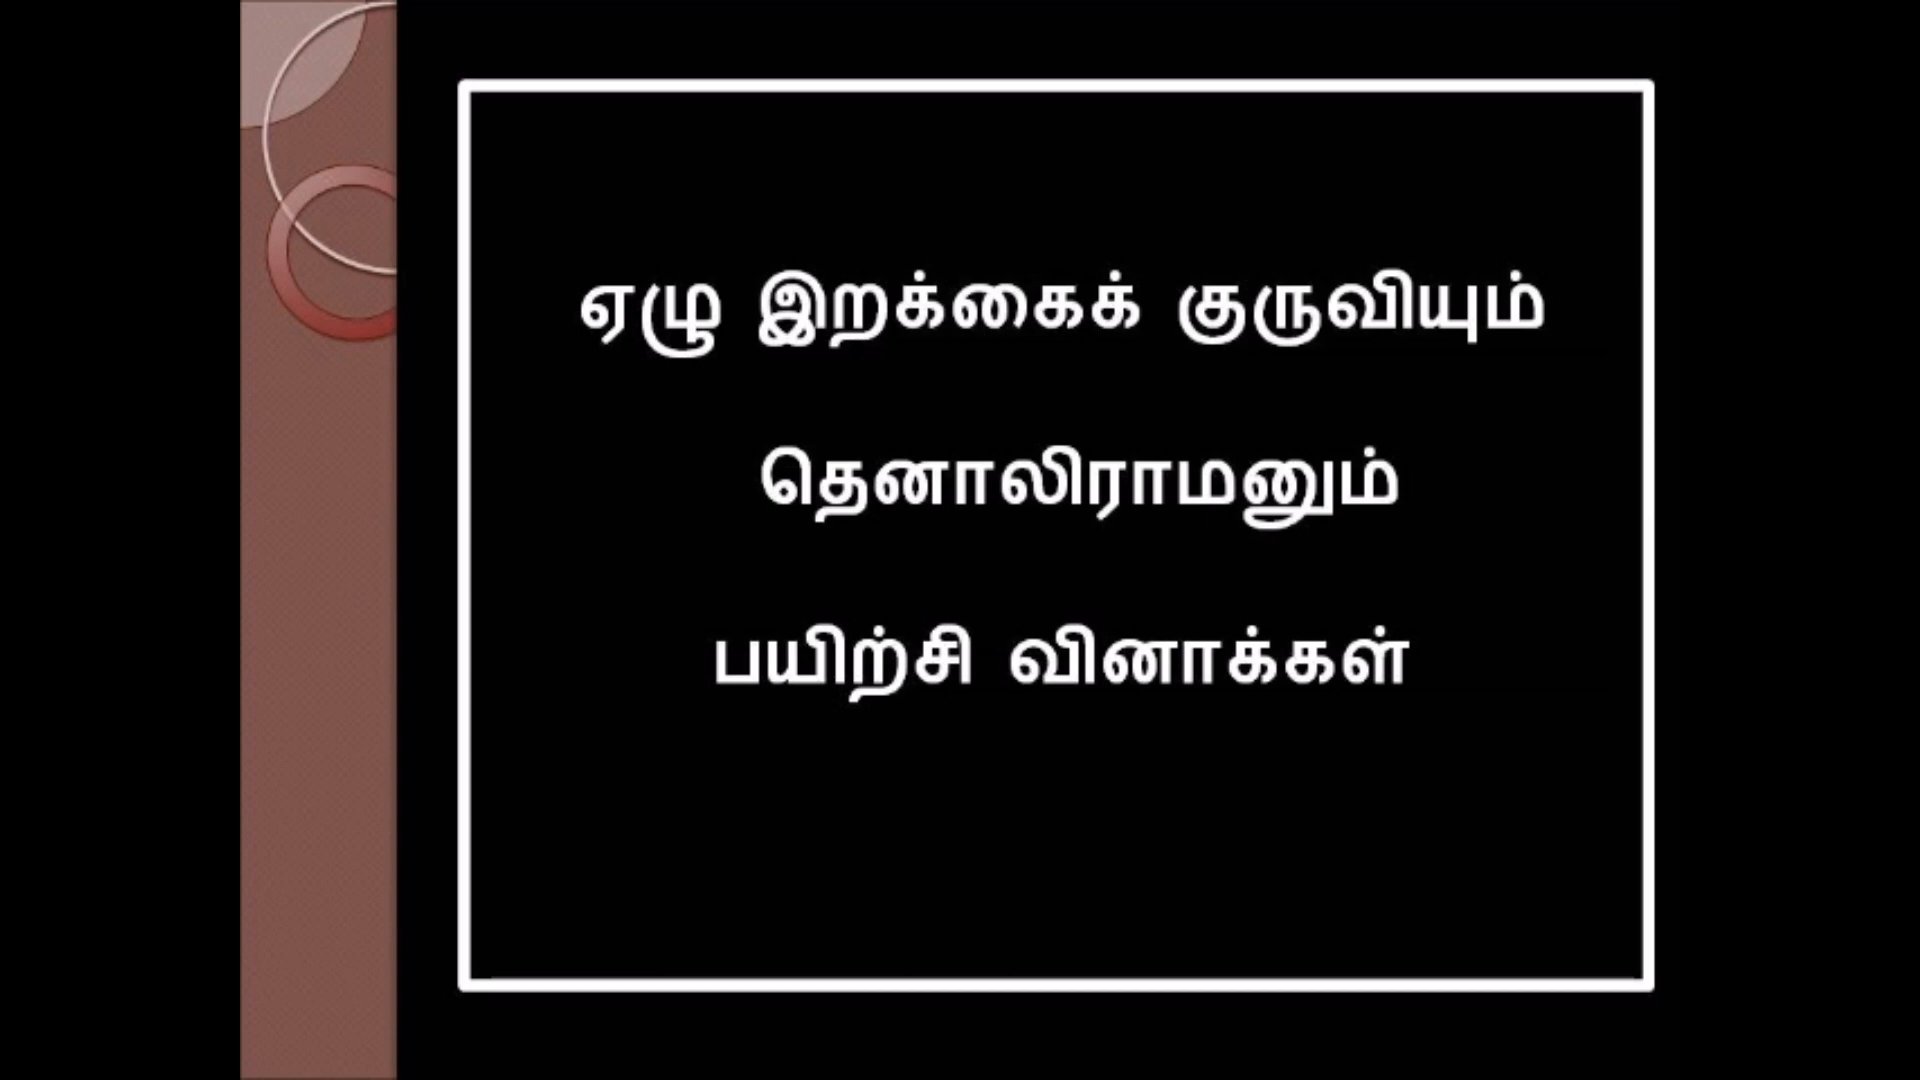 ஏழு இறக்கைக் குருவியும்
தெனாலிராமனும்
பயிற்சி வினாக்கள்